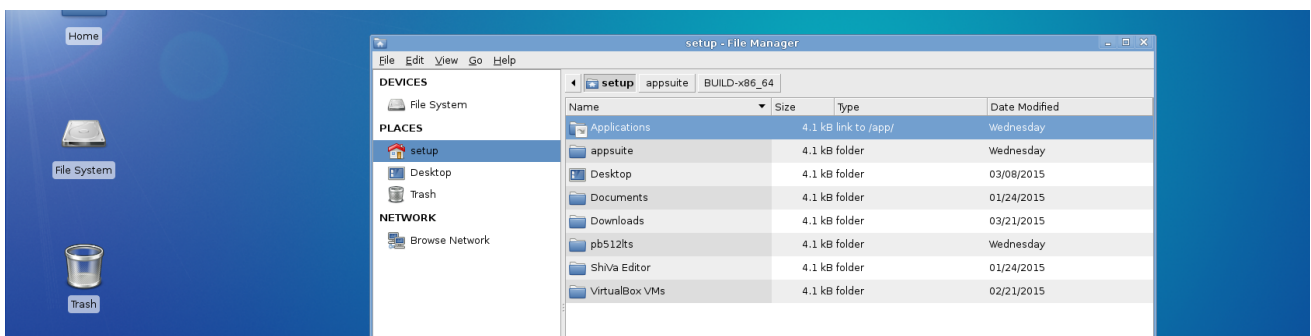 Home
File System
Trash
setup - File Manager
File Edit View Go Help
DEVICES
File System
PLACES
setup
Desktop
Trash
NETWORK
Browse Network
setup appsuite BUILD-x86_64
Name Size Type Date Modified
Applications 4.1 kB link to /app/ Wednesday
appsuite 4.1 kB folder Wednesday
Desktop 4.1 kB folder 03/08/2015
Documents 4.1 kB folder 01/24/2015
Downloads 4.1 kB folder 03/21/2015
pb512lts 4.1 kB folder Wednesday
ShiVa Editor 4.1 kB folder 01/24/2015
VirtualBox VMs 4.1 kB folder 02/21/2015